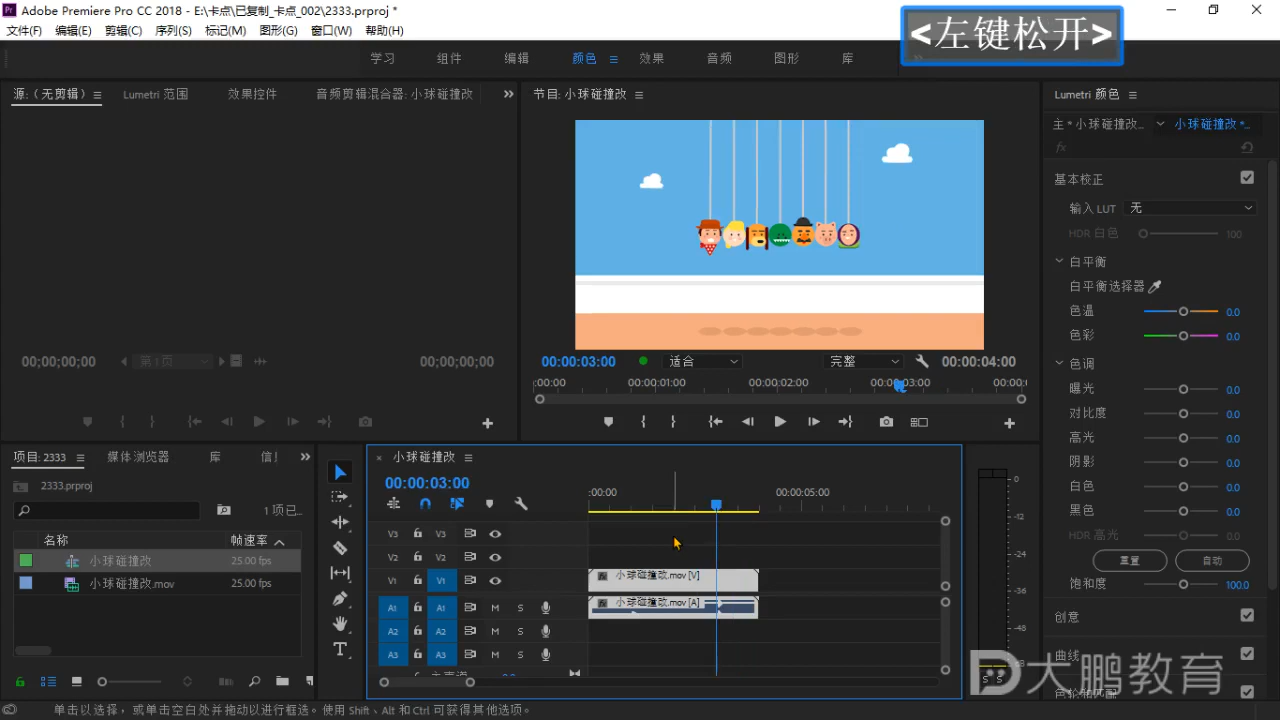 Adobe Premiere Pro CC 2018 - E:\卡点\已复制_卡点_002\2333.prproj *
<左键松开>
文件(F) 编辑(E) 剪辑(C) 序列(S) 标记(M) 图形(G) 窗口(W) 帮助(H)
学习 组件 编辑 颜色 效果 音频 图形 库
源:（无剪辑） Lumetri 范围 效果控件 音频剪辑混合器: 小球碰撞改
节目: 小球碰撞改
Lumetri 颜色
主 * 小球碰撞改... 小球碰撞改 *...
fx
基本校正
输入 LUT 无
HDR 白色 100
白平衡
白平衡选择器
色温 0.0
色彩 0.0
色调
曝光 0.0
对比度 0.0
高光 0.0
阴影 0.0
白色 0.0
黑色 0.0
HDR 高光 0.0
重置 自动
饱和度 100.0
创意
曲线
00;00;00;00 第1页 00;00;00;00
00:00:03:00 适合 完整 00:00:04:00
:00:00 00:00:01:00 00:00:02:00 00:00:03:00 00:00:
项目: 2333 媒体浏览器 库 信!
2333.prproj
1 项已...
名称 帧速率
小球碰撞改 25.00 fps
小球碰撞改.mov 25.00 fps
小球碰撞改
00:00:03:00
:00:00 00:00:05:00
V3 V3
V2 V2
V1 V1 小球碰撞改.mov [V]
A1 A1 M S 小球碰撞改.mov [A]
A2 A2 M S
A3 A3 M S
0
-12
-24
-36
-48
dB
S S
大鹏教育
单击以选择，或单击空白处并拖动以进行框选。使用 Shift、Alt 和 Ctrl 可获得其他选项。